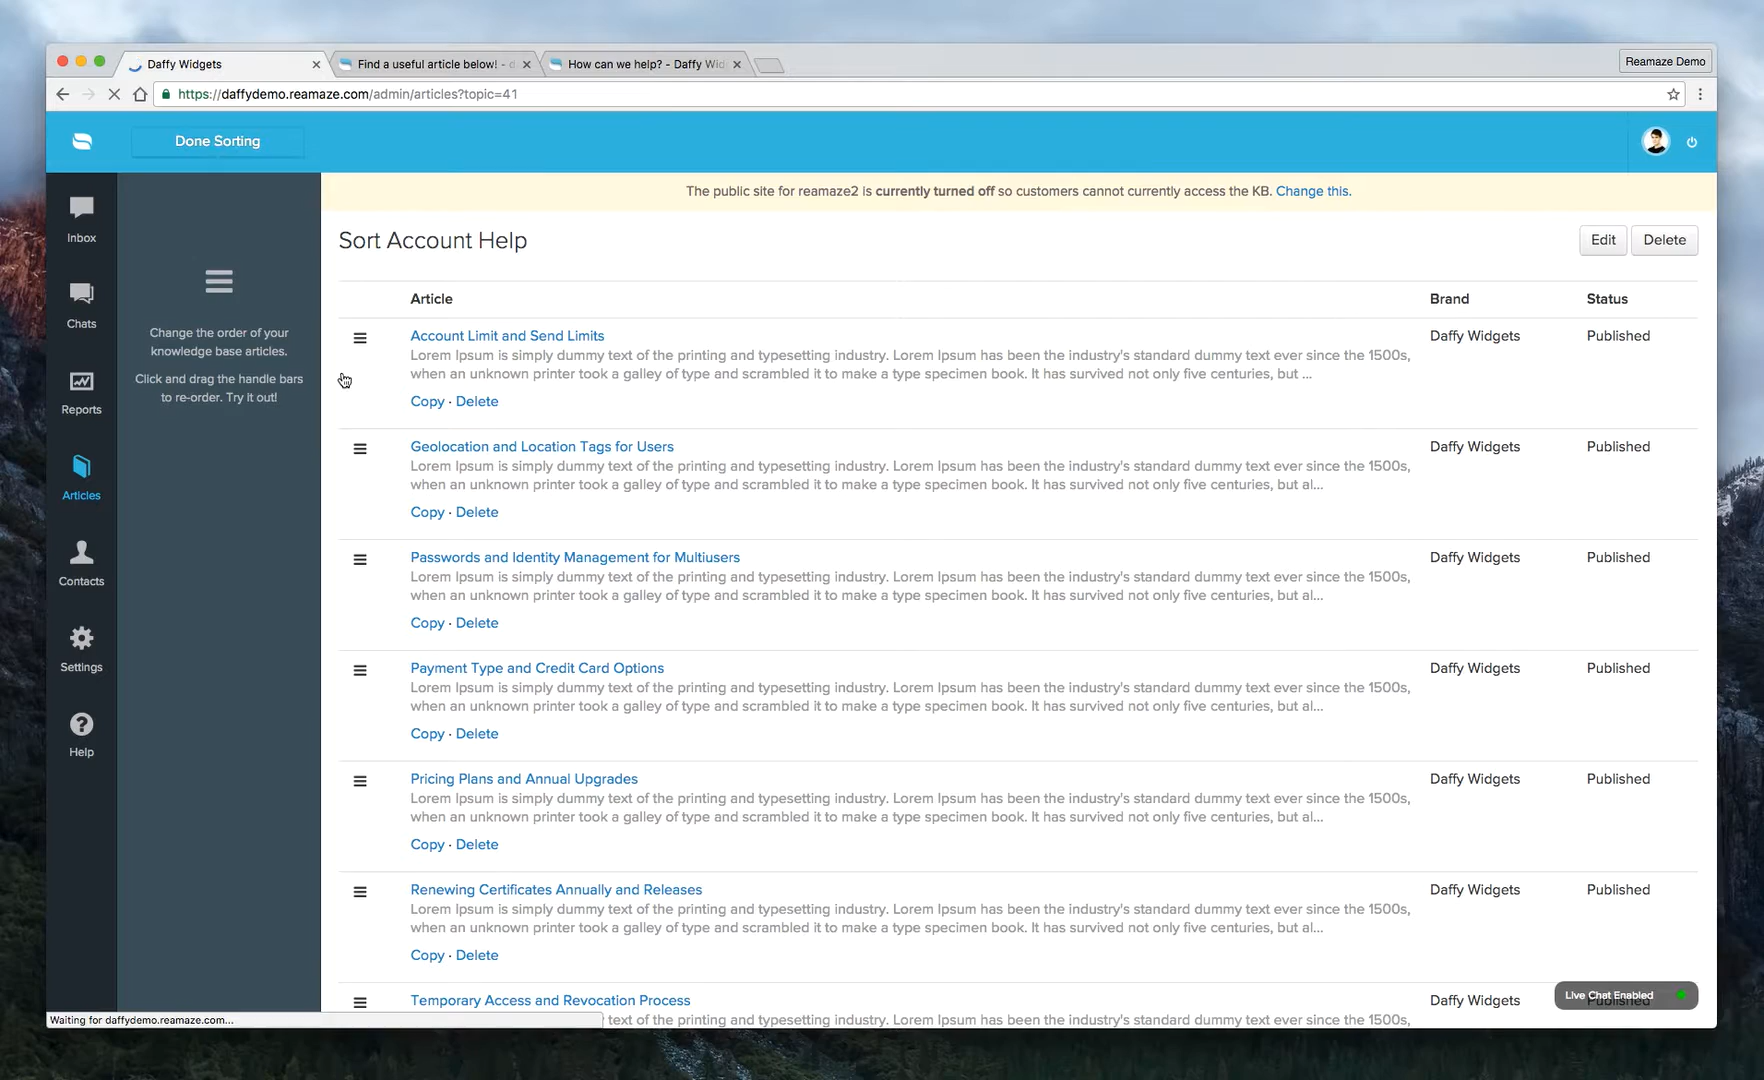 Daffy Widgets
Find a useful article below! - d
How can we help? - Daffy Wid
Reamaze Demo
https://daffydemo.reamaze.com/admin/articles?topic=41
Done Sorting
The public site for reamaze2 is currently turned off so customers cannot currently access the KB. Change this.
Inbox
Chats
Reports
Articles
Contacts
Settings
Help
Change the order of your
knowledge base articles.
Click and drag the handle bars
to re-order. Try it out!
Sort Account Help
Edit
Delete
Article Brand Status
Account Limit and Send Limits Daffy Widgets Published
Lorem Ipsum is simply dummy text of the printing and typesetting industry. Lorem Ipsum has been the industry's standard dummy text ever since the 1500s,
when an unknown printer took a galley of type and scrambled it to make a type specimen book. It has survived not only five centuries, but ...
Copy · Delete
Geolocation and Location Tags for Users Daffy Widgets Published
Lorem Ipsum is simply dummy text of the printing and typesetting industry. Lorem Ipsum has been the industry's standard dummy text ever since the 1500s,
when an unknown printer took a galley of type and scrambled it to make a type specimen book. It has survived not only five centuries, but al...
Copy · Delete
Passwords and Identity Management for Multiusers Daffy Widgets Published
Lorem Ipsum is simply dummy text of the printing and typesetting industry. Lorem Ipsum has been the industry's standard dummy text ever since the 1500s,
when an unknown printer took a galley of type and scrambled it to make a type specimen book. It has survived not only five centuries, but al...
Copy · Delete
Payment Type and Credit Card Options Daffy Widgets Published
Lorem Ipsum is simply dummy text of the printing and typesetting industry. Lorem Ipsum has been the industry's standard dummy text ever since the 1500s,
when an unknown printer took a galley of type and scrambled it to make a type specimen book. It has survived not only five centuries, but al...
Copy · Delete
Pricing Plans and Annual Upgrades Daffy Widgets Published
Lorem Ipsum is simply dummy text of the printing and typesetting industry. Lorem Ipsum has been the industry's standard dummy text ever since the 1500s,
when an unknown printer took a galley of type and scrambled it to make a type specimen book. It has survived not only five centuries, but al...
Copy · Delete
Renewing Certificates Annually and Releases Daffy Widgets Published
Lorem Ipsum is simply dummy text of the printing and typesetting industry. Lorem Ipsum has been the industry's standard dummy text ever since the 1500s,
when an unknown printer took a galley of type and scrambled it to make a type specimen book. It has survived not only five centuries, but al...
Copy · Delete
Temporary Access and Revocation Process Daffy Widgets Published
text of the printing and typesetting industry. Lorem Ipsum has been the industry's standard dummy text ever since the 1500s,
Live Chat Enabled
Waiting for daffydemo.reamaze.com...